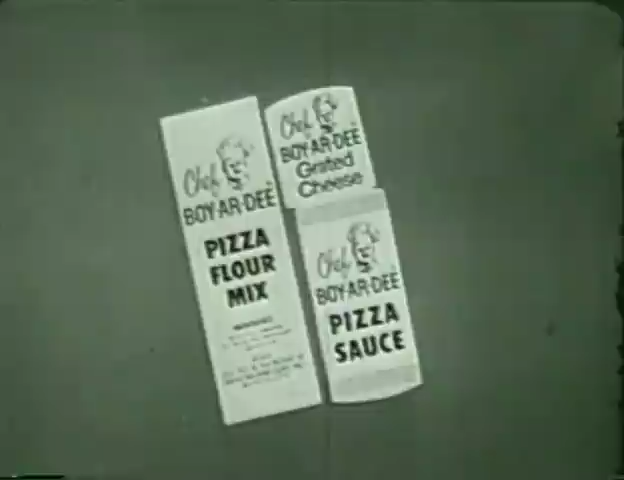 Chef
BOY-AR-DEE
PIZZA
FLOUR
MIX
Chef
BOY-AR-DEE
Grated
Cheese
Chef
BOY-AR-DEE
PIZZA
SAUCE